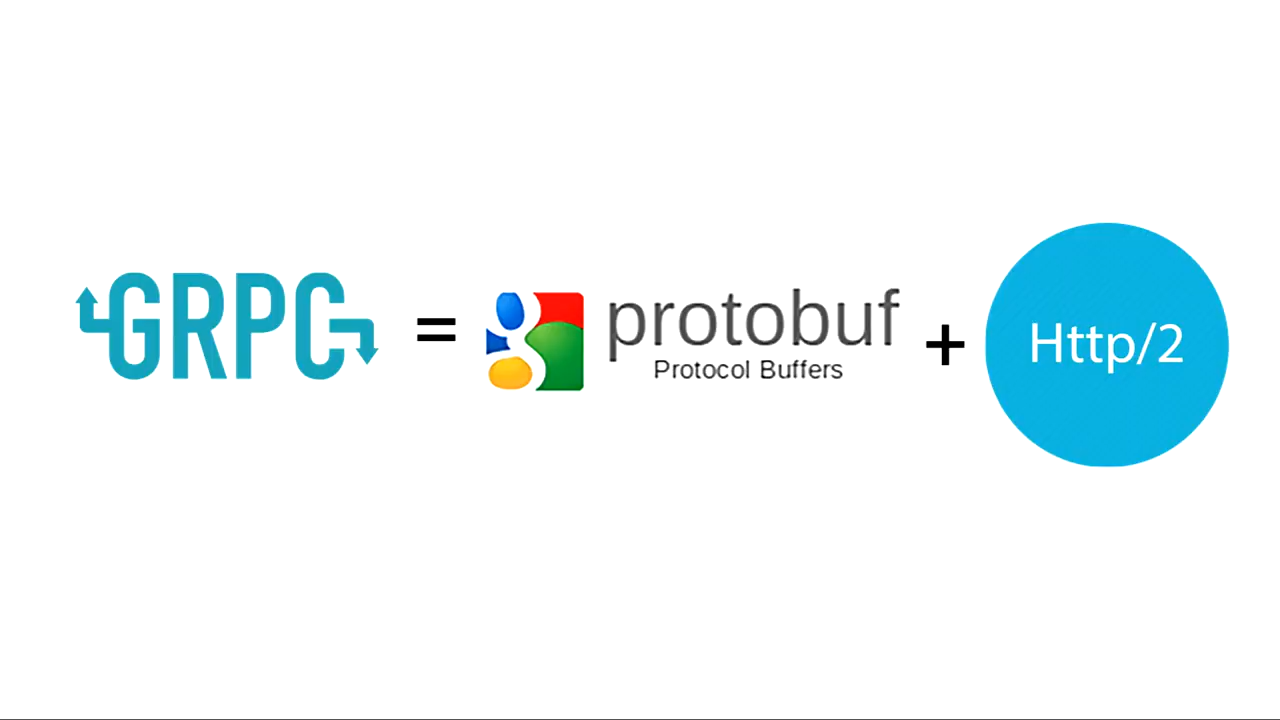 GRPC = protobuf + Http/2
Protocol Buffers